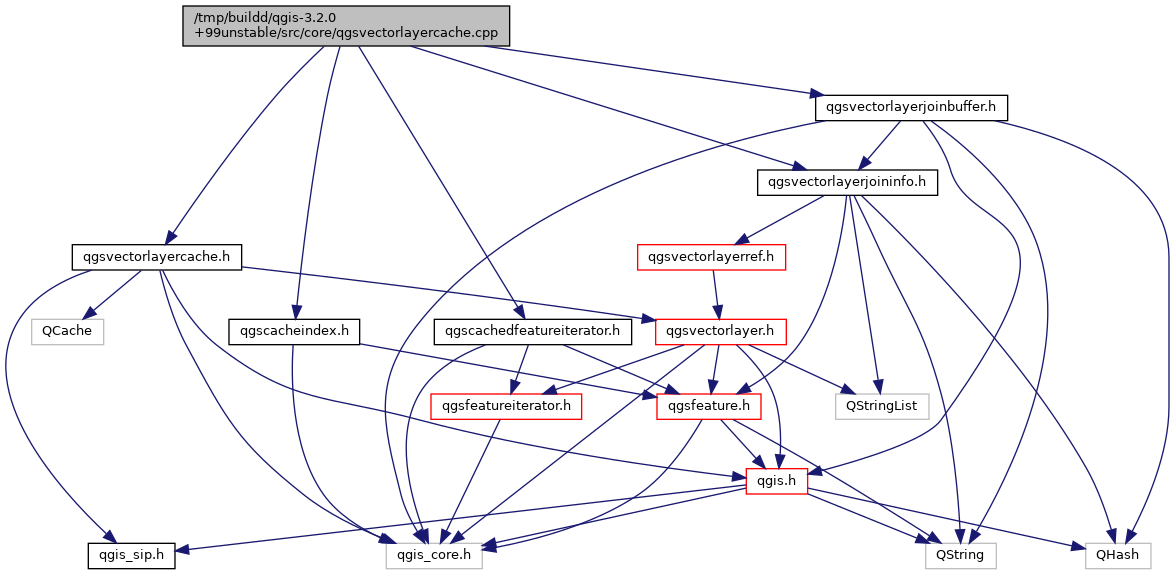 /tmp/buildd/qgis-3.2.0
+99unstable/src/core/qgsvectorlayercache.cpp
qgsvectorlayerjoinbuffer.h
qgsvectorlayerjoininfo.h
qgsvectorlayercache.h
qgsvectorlayerref.h
QCache
qgscacheindex.h
qgscachedfeatureiterator.h
qgsvectorlayer.h
qgsfeatureiterator.h
qgsfeature.h
QStringList
qgis.h
qgis_sip.h
qgis_core.h
QString
QHash